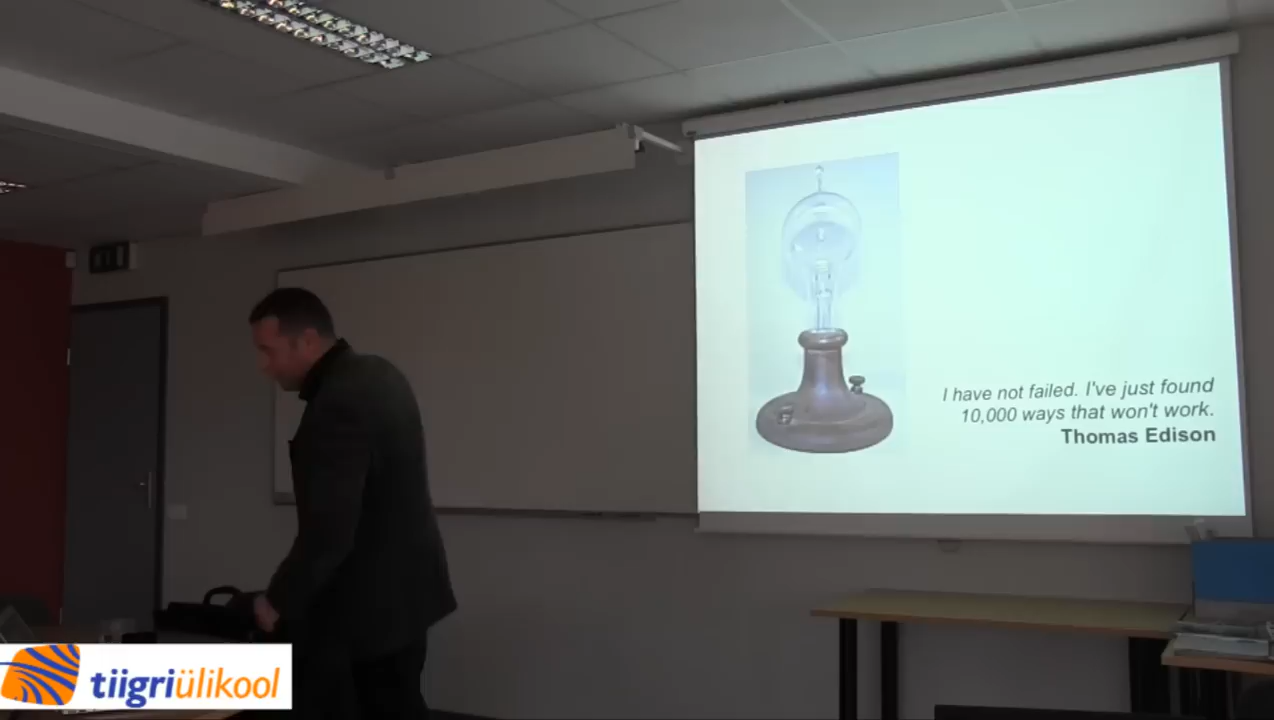 I have not failed. I've just found
10,000 ways that won't work.
Thomas Edison
tiigriülikool